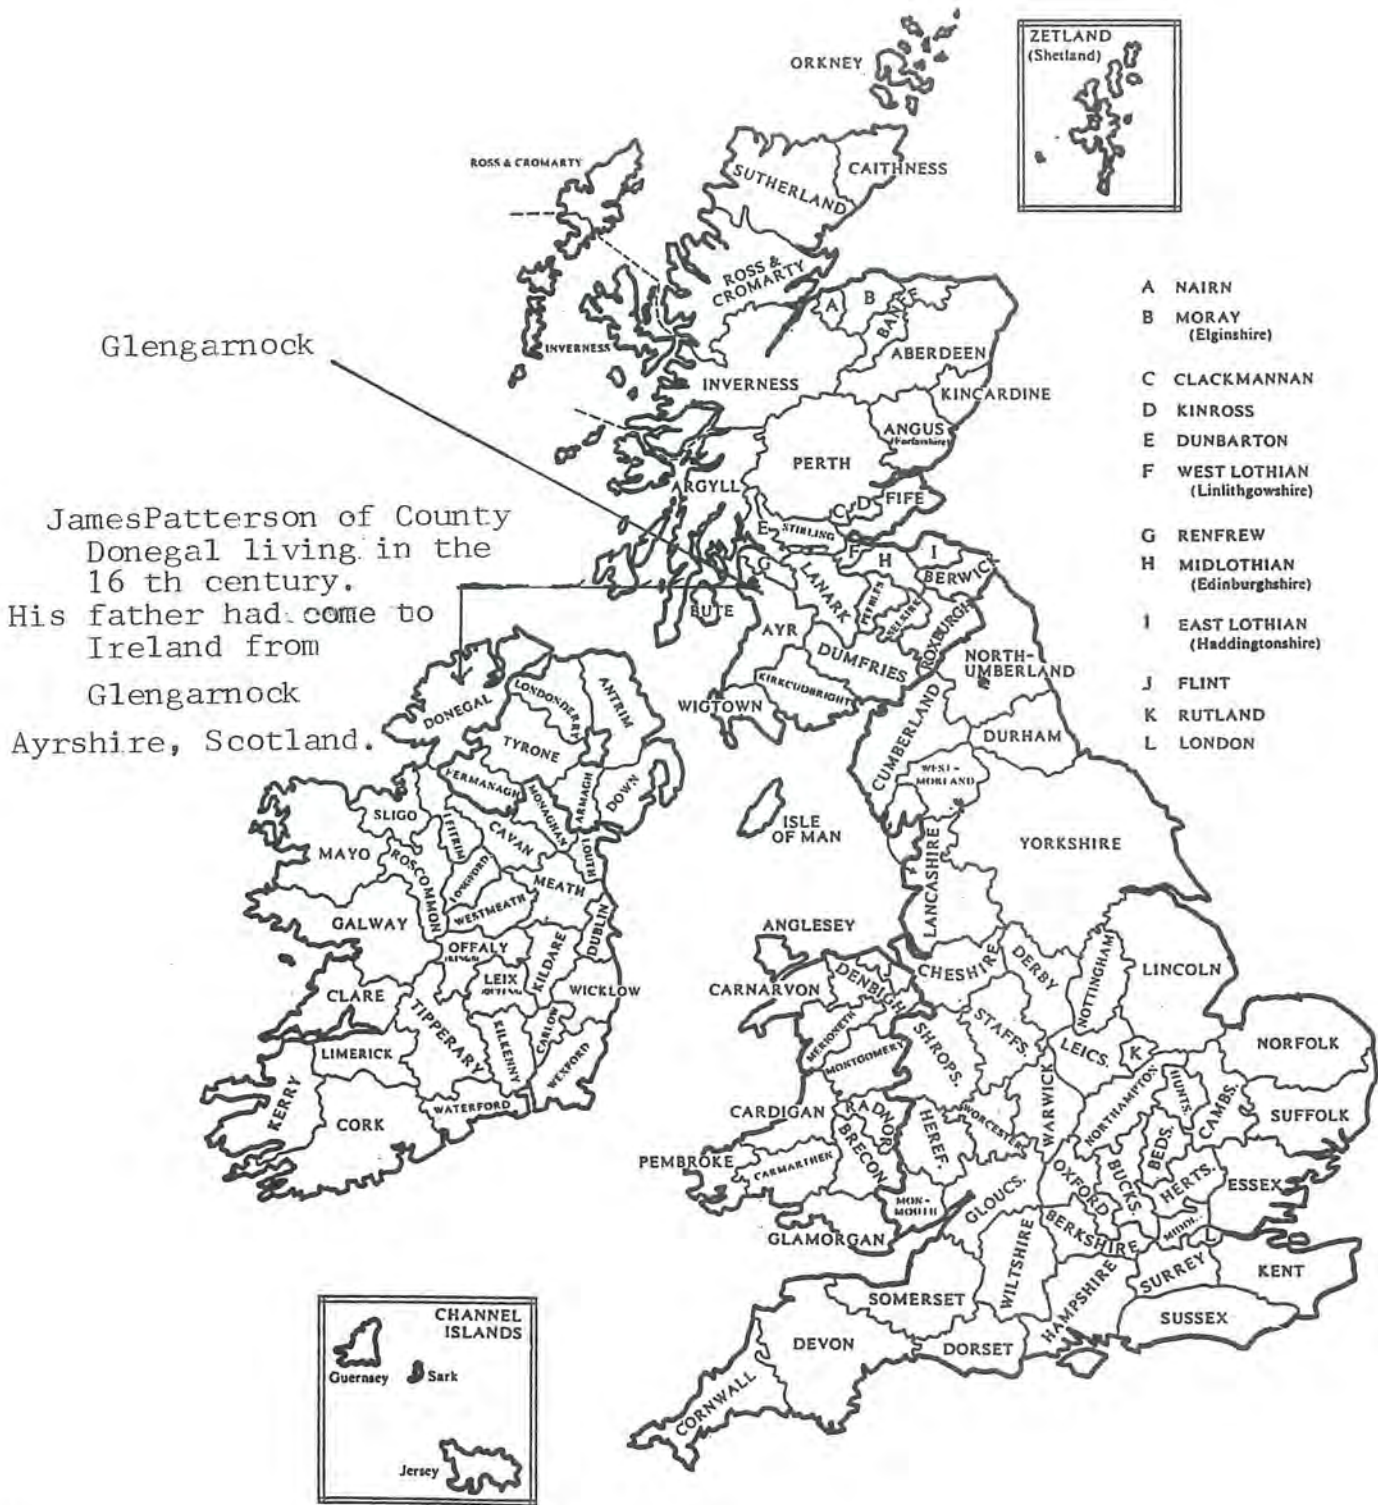 ORKNEY
ZETLAND
(Shetland)
ROSS & CROMARTY
SUTHERLAND
CAITHNESS
ROSS &
CROMARTY
A
B
BANFF
ABERDEEN
INVERNESS
INVERNESS
KINCARDINE
ANGUS
(Forfarshire)
PERTH
ARGYLL
C
D
FIFE
E
STIRLING
F
H
I
BERWICK
G
LANARK
PEEBLES
SELKIRK
ROXBURGH
BUTE
AYR
DUMFRIES
KIRKCUDBRIGHT
WIGTOWN
A NAIRN
B MORAY
(Elginshire)
C CLACKMANNAN
D KINROSS
E DUNBARTON
F WEST LOTHIAN
(Linlithgowshire)
G RENFREW
H MIDLOTHIAN
(Edinburghshire)
I EAST LOTHIAN
(Haddingtonshire)
J FLINT
K RUTLAND
L LONDON
Glengarnock
JamesPatterson of County
Donegal living in the
16 th century.
His father had come to
Ireland from
Glengarnock
Ayrshire, Scotland.
DONEGAL
LONDONDERRY
ANTRIM
TYRONE
FERMANAGH
MONAGHAN
ARMAGH
DOWN
SLIGO
LEITRIM
CAVAN
LOUTH
MAYO
ROSCOMMON
LONGFORD
MEATH
WESTMEATH
GALWAY
OFFALY
KILDARE
DUBLIN
LEIX
WICKLOW
CLARE
TIPPERARY
KILKENNY
CARLOW
WEXFORD
LIMERICK
KERRY
CORK
WATERFORD
NORTH-
UMBERLAND
CUMBERLAND
DURHAM
WEST-
MORLAND
ISLE
OF MAN
LANCASHIRE
YORKSHIRE
ANGLESEY
CARNARVON
DENBIGH
CHESHIRE
DERBY
NOTTINGHAM
LINCOLN
MERIONETH
MONTGOMERY
SHROPS.
STAFFS.
LEICS.
K
NORFOLK
CARDIGAN
RADNOR
HEREF.
WORCESTER
WARWICK
NORTHAMPTON
HUNTS.
CAMBS.
SUFFOLK
PEMBROKE
CARMARTHEN
BRECON
MON-
MOUTH
GLOUCS.
OXFORD
BUCKS.
BEDS.
HERTS.
ESSEX
GLAMORGAN
BERKSHIRE
L
WILTSHIRE
HAMPSHIRE
SURREY
KENT
SOMERSET
SUSSEX
DEVON
DORSET
CORNWALL
CHANNEL
ISLANDS
Guernsey
Sark
Jersey